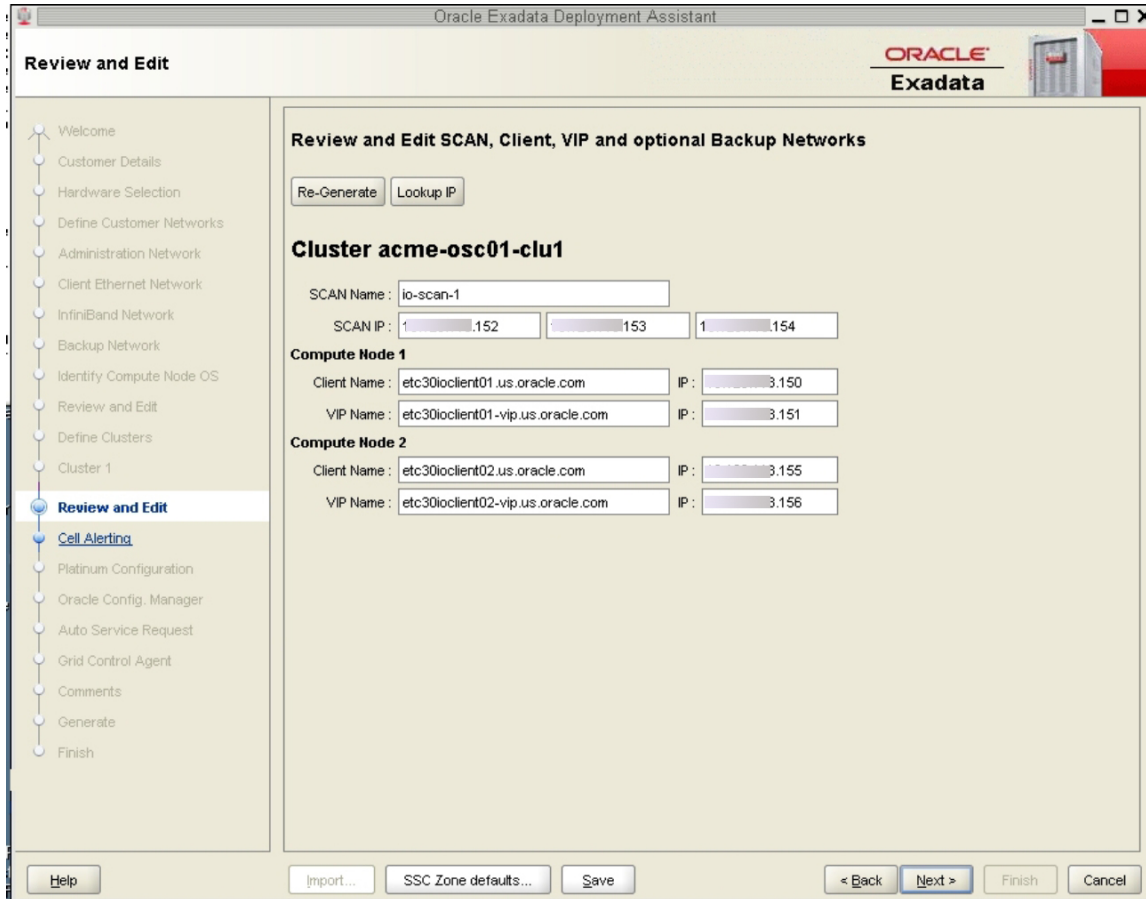 Oracle Exadata Deployment Assistant
Review and Edit
ORACLE
Exadata
Welcome
Customer Details
Hardware Selection
Define Customer Networks
Administration Network
Client Ethernet Network
InfiniBand Network
Backup Network
Identify Compute Node OS
Review and Edit
Define Clusters
Cluster 1
Review and Edit
Cell Alerting
Platinum Configuration
Oracle Config. Manager
Auto Service Request
Grid Control Agent
Comments
Generate
Finish
Review and Edit SCAN, Client, VIP and optional Backup Networks
Re-Generate Lookup IP
Cluster acme-osc01-clu1
SCAN Name : io-scan-1
SCAN IP : 1 .152 153 1 .154
Compute Node 1
Client Name : etc30ioclient01.us.oracle.com IP : 3.150
VIP Name : etc30ioclient01-vip.us.oracle.com IP : 3.151
Compute Node 2
Client Name : etc30ioclient02.us.oracle.com IP : 3.155
VIP Name : etc30ioclient02-vip.us.oracle.com IP : 3.156
Help Import... SSC Zone defaults... Save < Back Next > Finish Cancel